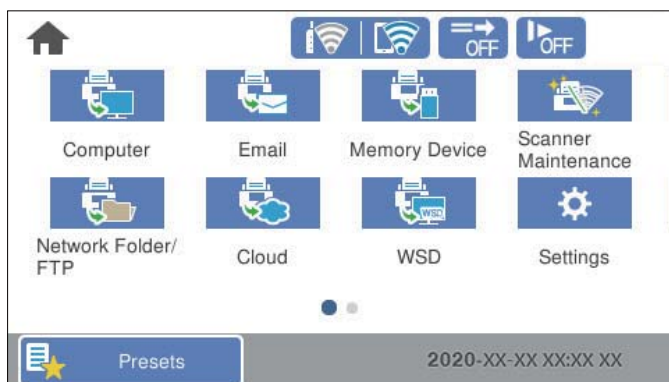 OFF
OFF
Computer
Email
Memory Device
Scanner
Maintenance
WSD
Network Folder/
FTP
Cloud
WSD
Settings
Presets
2020-XX-XX XX:XX XX